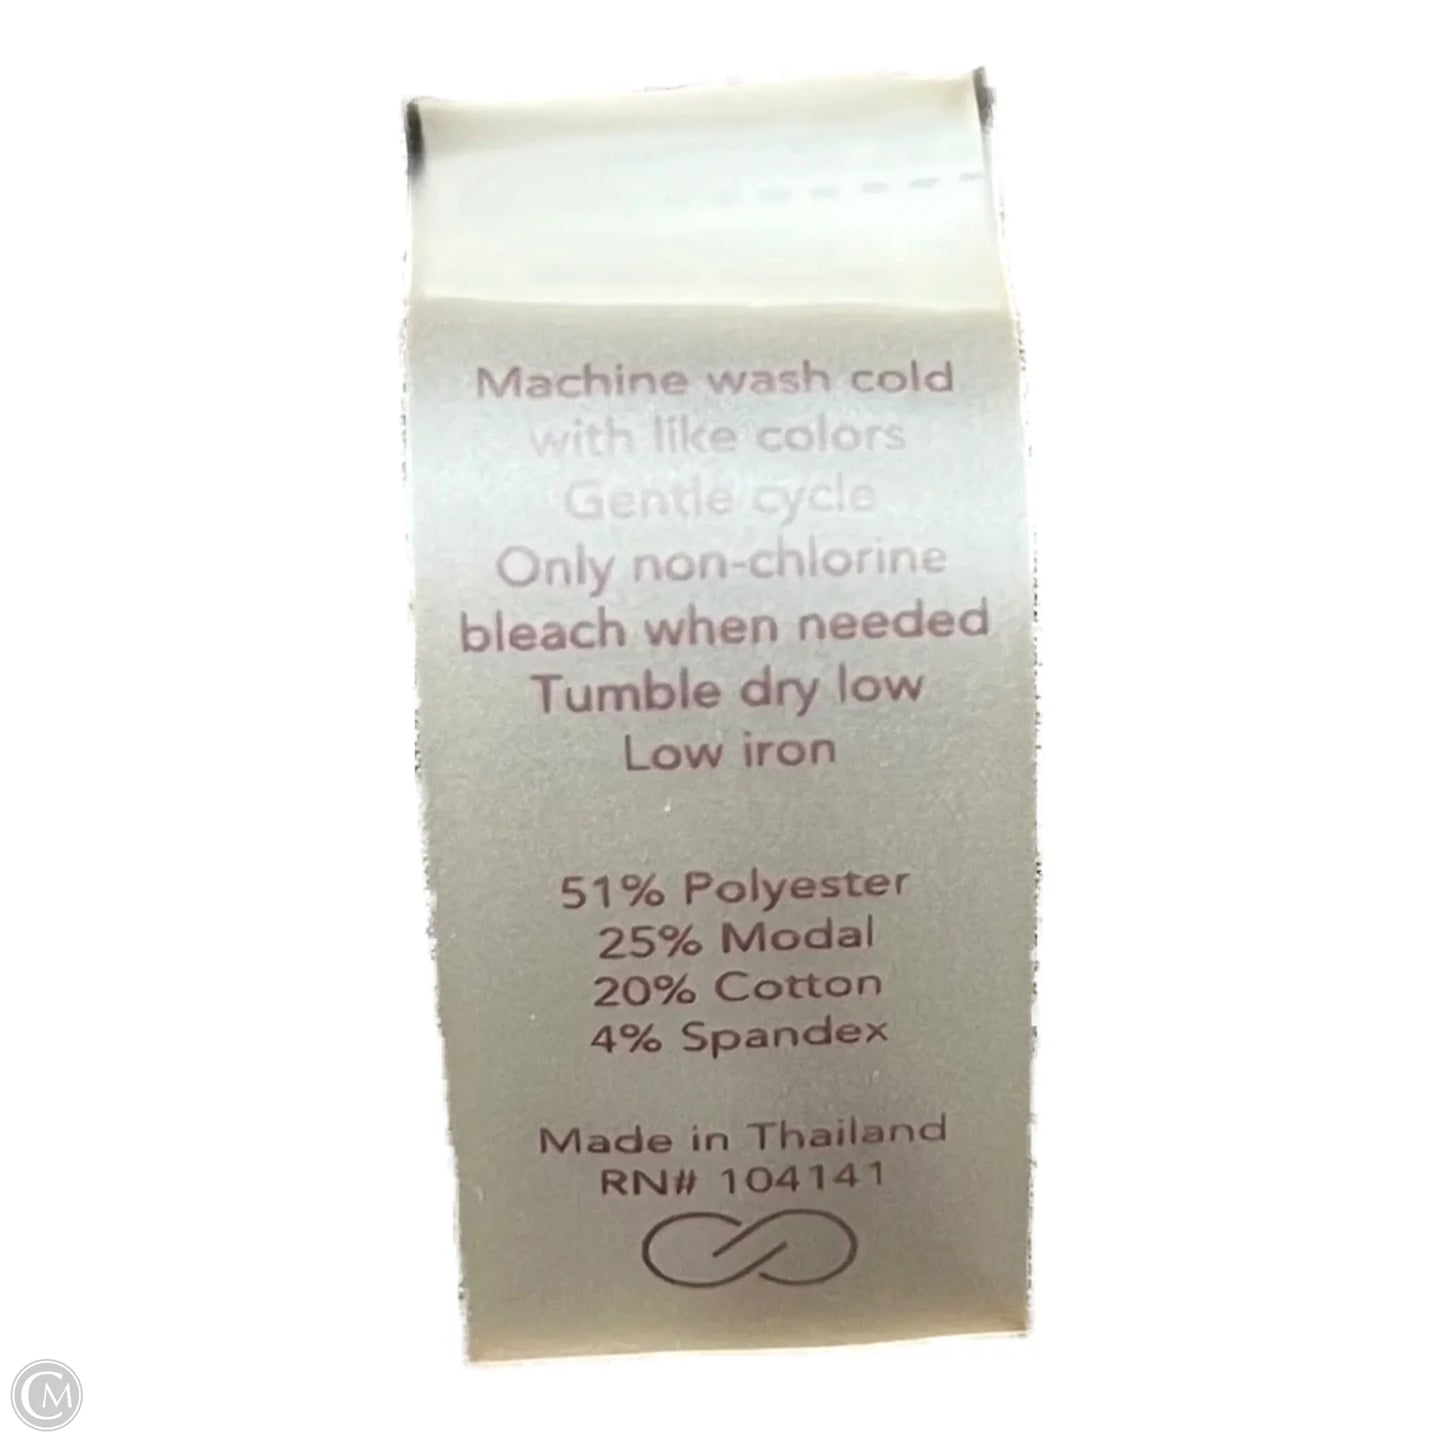 Machine wash cold
with like colors
Gentle cycle
Only non-chlorine
bleach when needed
Tumble dry low
Low iron
51% Polyester
25% Modal
20% Cotton
4% Spandex
Made in Thailand
RN# 104141
CM